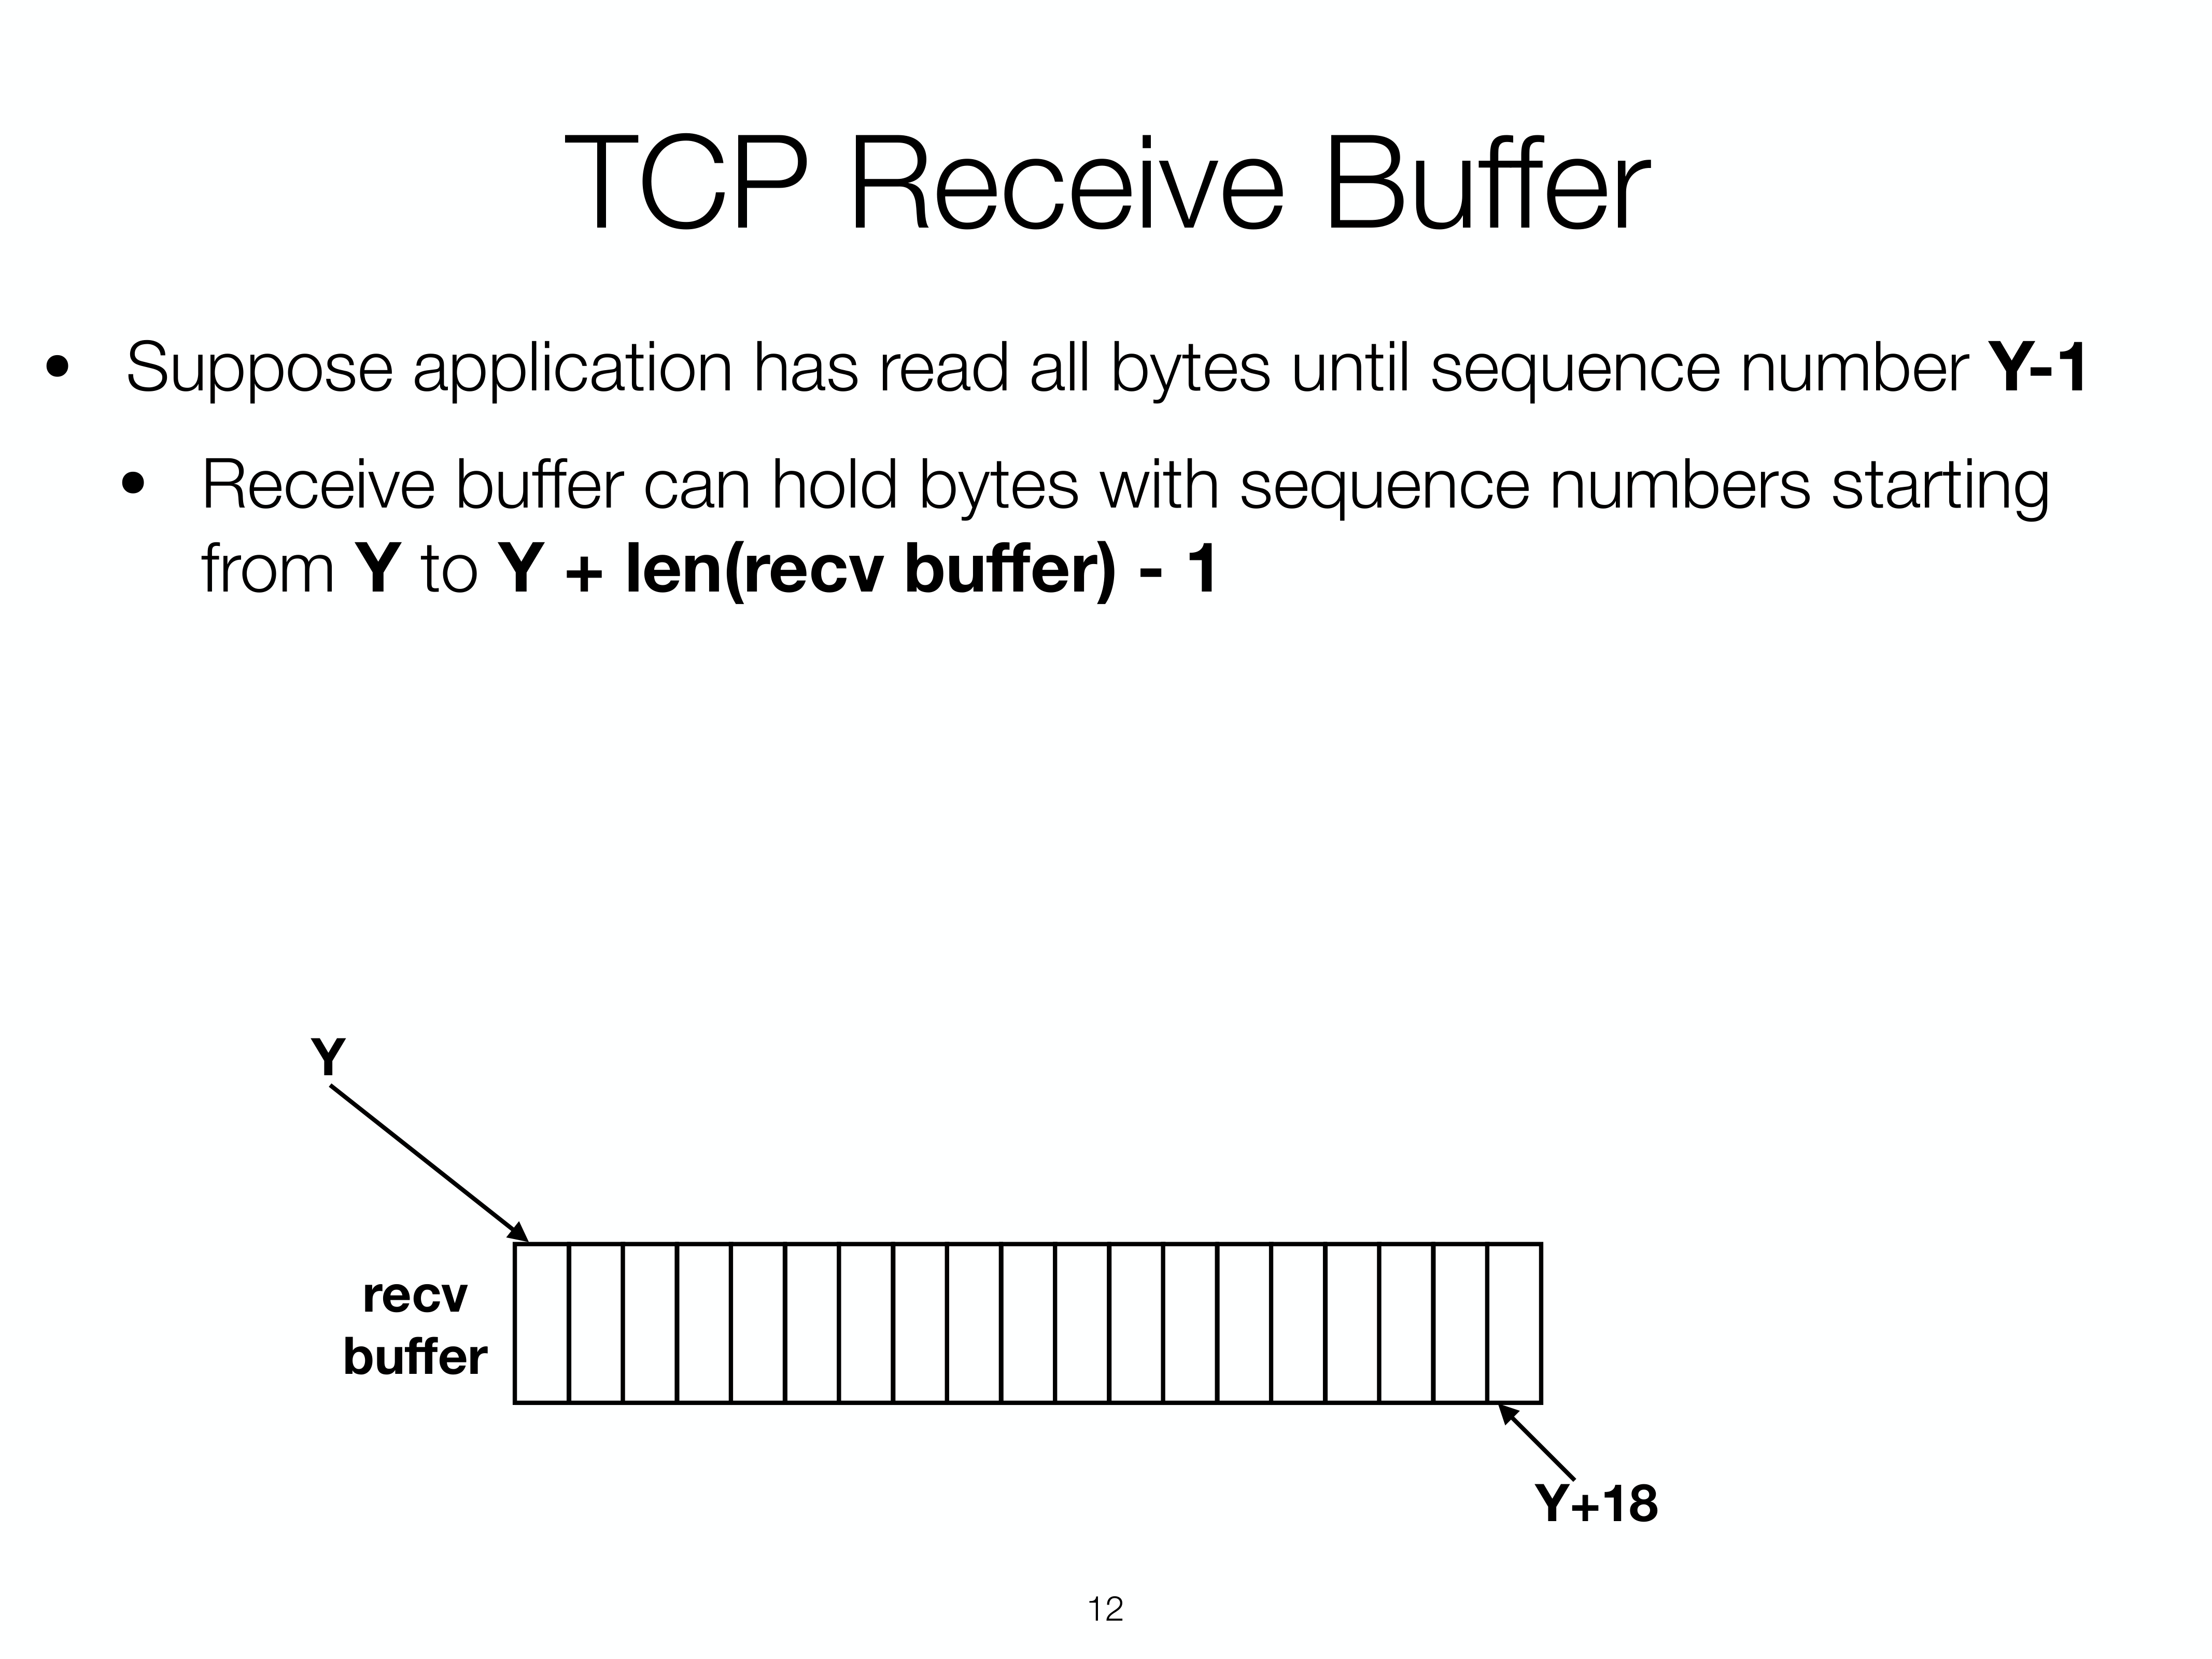 TCP Receive Buffer
• Suppose application has read all bytes until sequence number Y-1
• Receive buffer can hold bytes with sequence numbers starting
from Y to Y + len(recv buffer) - 1
Y
recv
buffer
Y+18
12